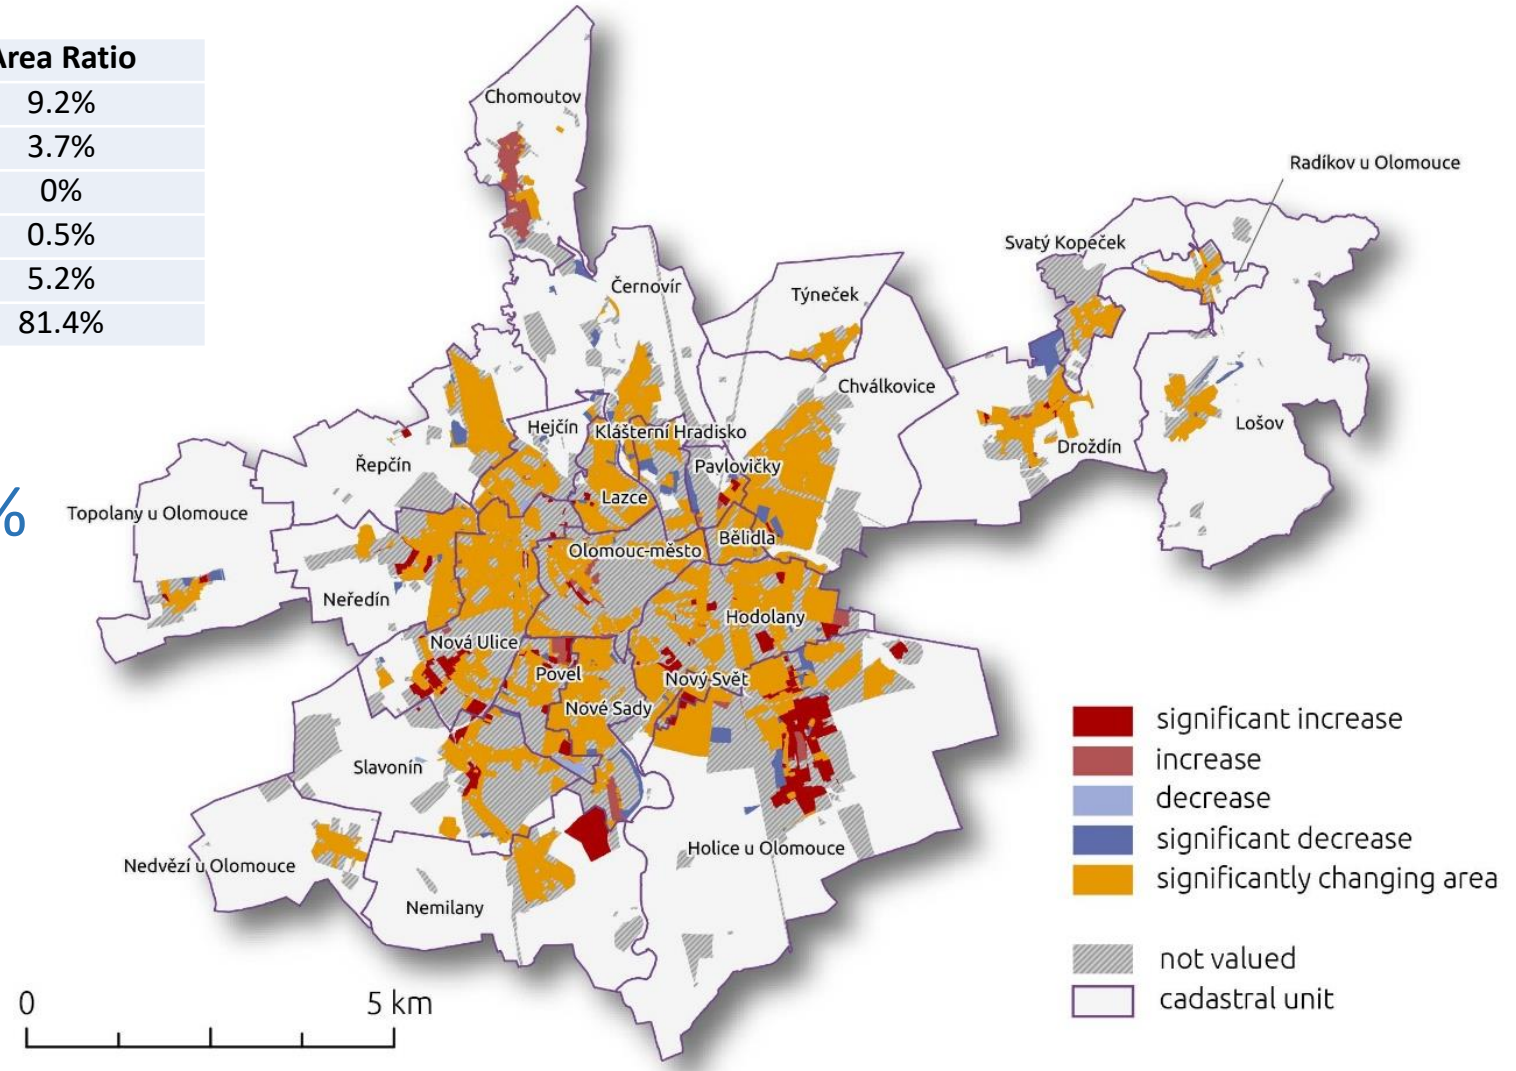 Area Ratio
9.2%
3.7%
0%
0.5%
5.2%
81.4%
%
Chomoutov
Radíkov u Olomouce
Svatý Kopeček
Černovír
Týneček
Chválkovice
Hejčín
Klášterní Hradisko
Lošov
Droždín
Řepčín
Pavlovičky
Lazce
Topolany u Olomouce
Olomouc-město
Bělidla
Neředín
Hodolany
Nová Ulice
Povel
Nový Svět
Nové Sady
Slavonín
Holice u Olomouce
Nedvězí u Olomouce
Nemilany
significant increase
increase
decrease
significant decrease
significantly changing area
not valued
cadastral unit
0 5 km